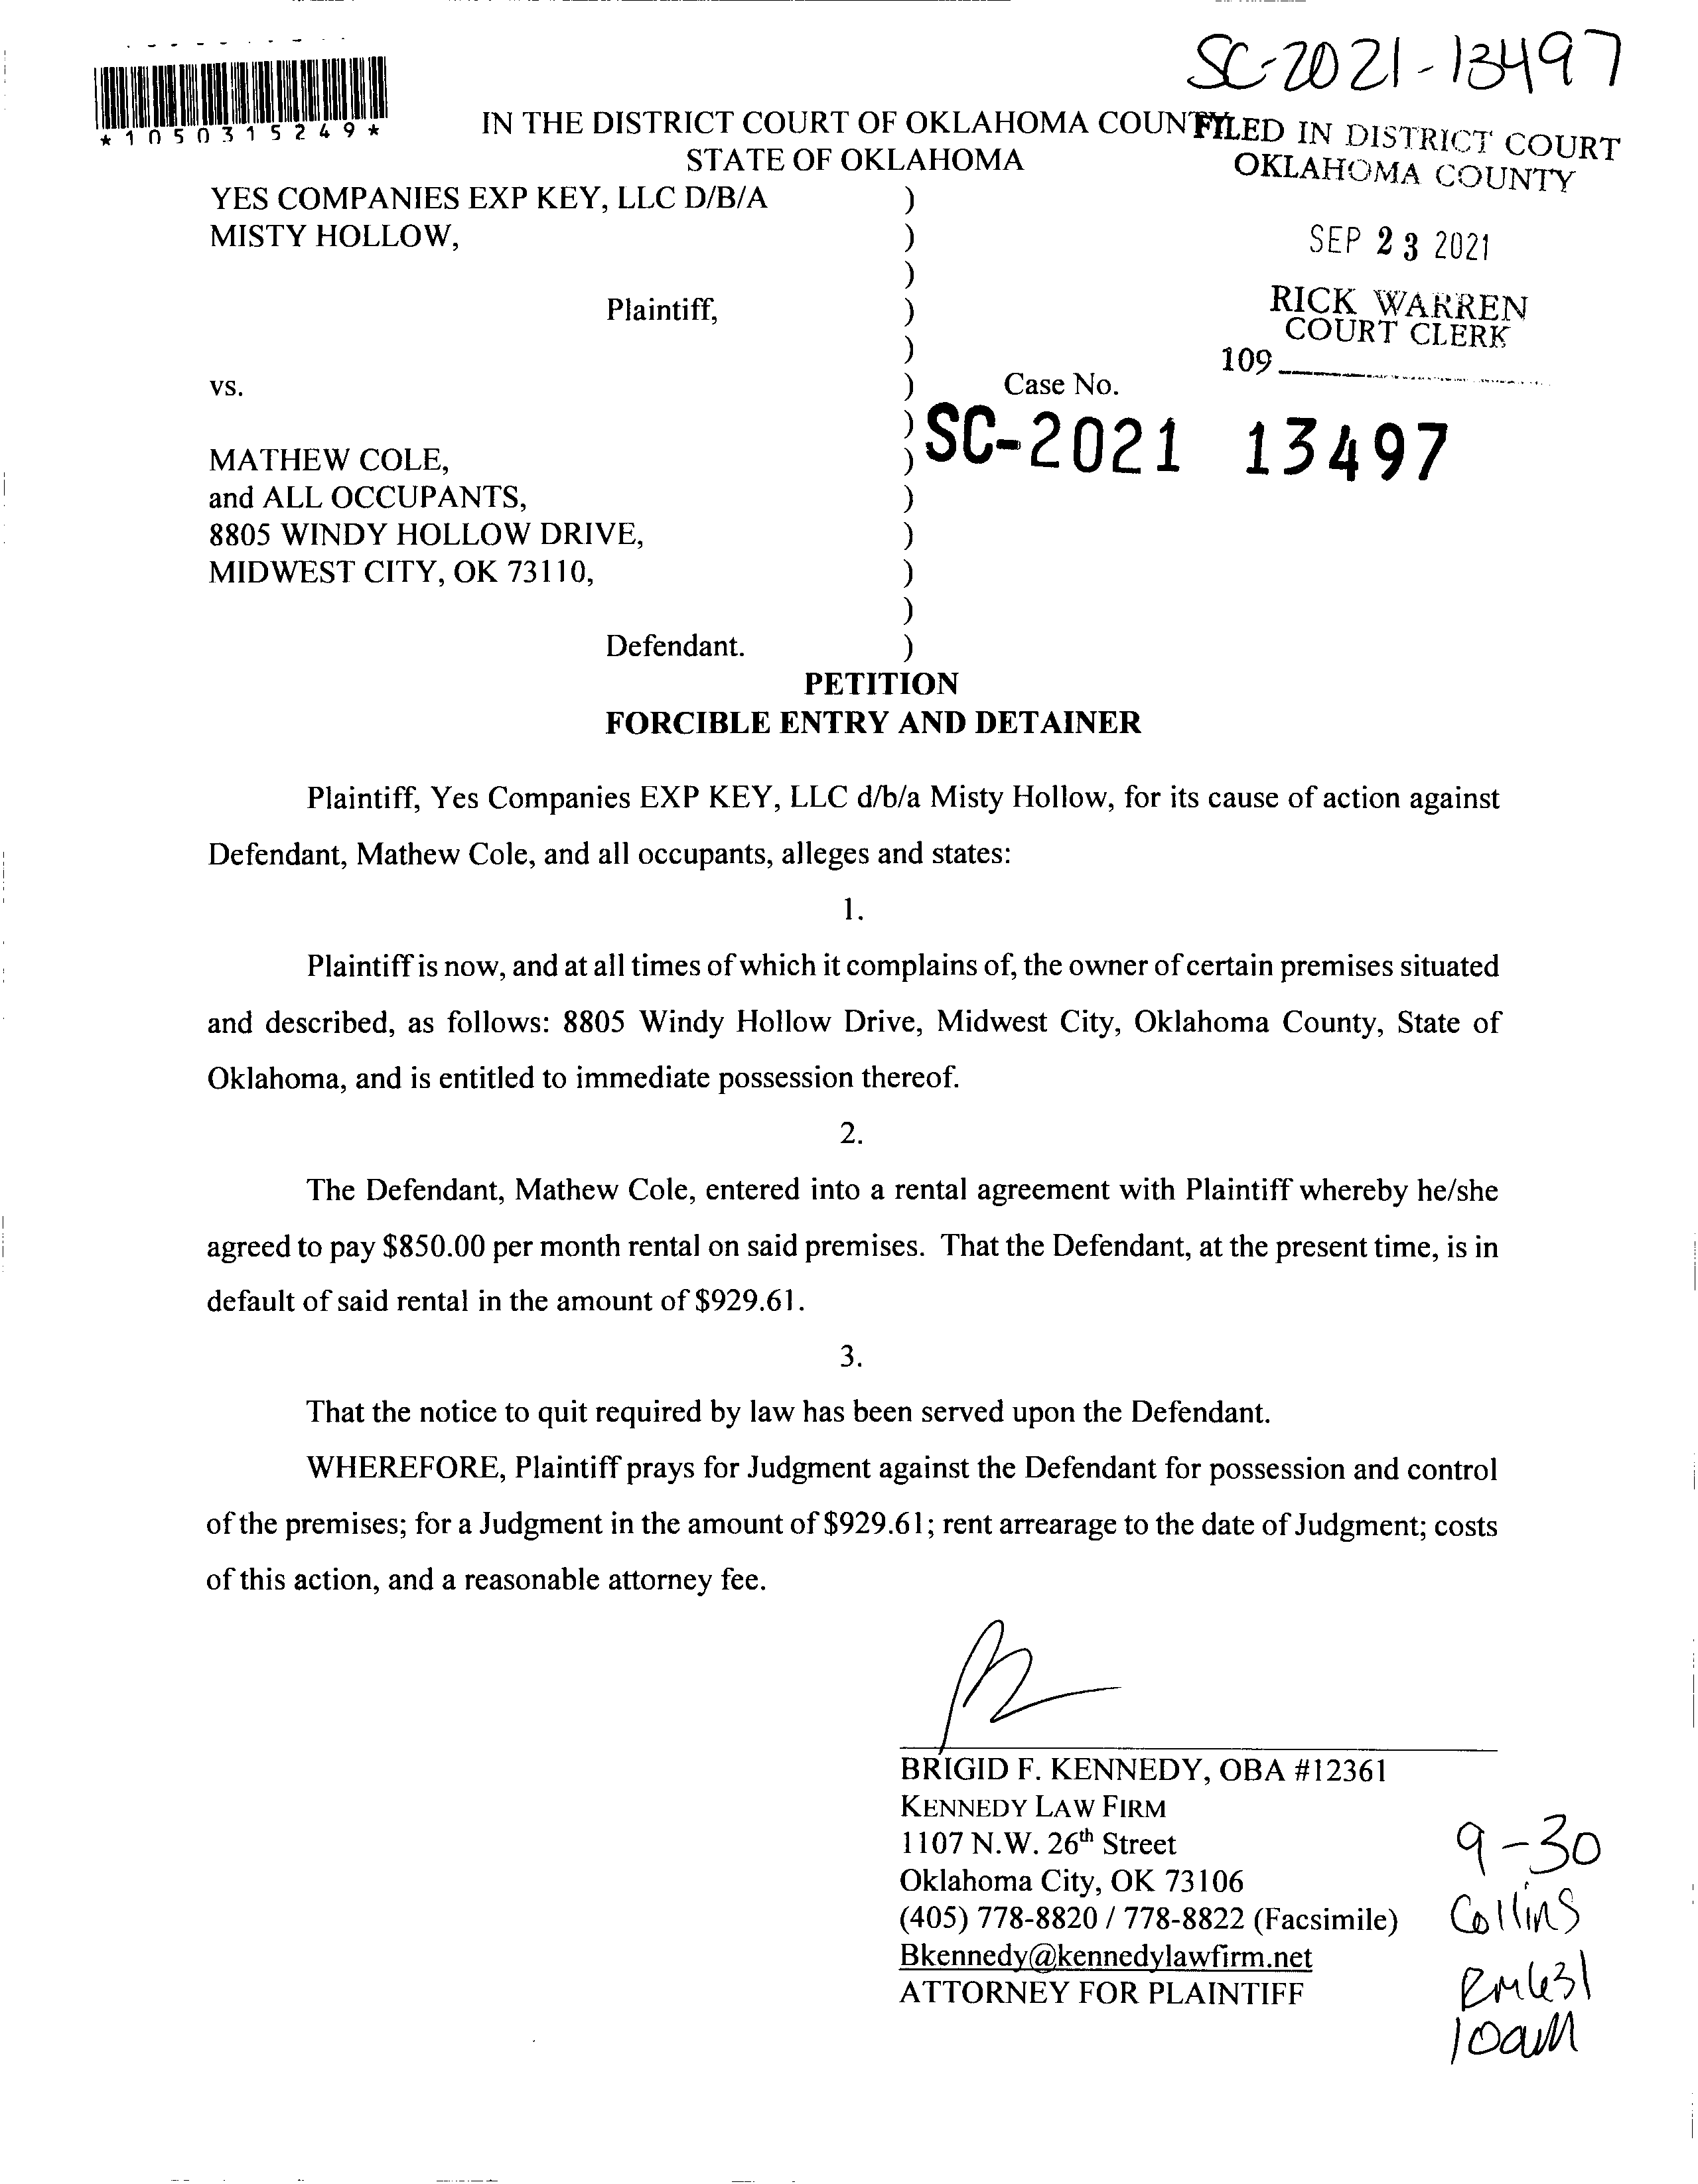 SC-2021-13497
*1050315249*
IN THE DISTRICT COURT OF OKLAHOMA COUNTY
STATE OF OKLAHOMA
FILED IN DISTRICT COURT
OKLAHOMA COUNTY
SEP 23 2021
RICK WARREN
COURT CLERK
109
YES COMPANIES EXP KEY, LLC D/B/A )
MISTY HOLLOW, )
)
Plaintiff, )
)
vs. ) Case No.
) SC-2021 13497
MATHEW COLE, )
and ALL OCCUPANTS, )
8805 WINDY HOLLOW DRIVE, )
MIDWEST CITY, OK 73110, )
)
Defendant. )
PETITION
FORCIBLE ENTRY AND DETAINER
Plaintiff, Yes Companies EXP KEY, LLC d/b/a Misty Hollow, for its cause of action against
Defendant, Mathew Cole, and all occupants, alleges and states:
1.
Plaintiff is now, and at all times of which it complains of, the owner of certain premises situated
and described, as follows: 8805 Windy Hollow Drive, Midwest City, Oklahoma County, State of
Oklahoma, and is entitled to immediate possession thereof.
2.
The Defendant, Mathew Cole, entered into a rental agreement with Plaintiff whereby he/she
agreed to pay $850.00 per month rental on said premises. That the Defendant, at the present time, is in
default of said rental in the amount of $929.61.
3.
That the notice to quit required by law has been served upon the Defendant.
WHEREFORE, Plaintiff prays for Judgment against the Defendant for possession and control
of the premises; for a Judgment in the amount of $929.61; rent arrearage to the date of Judgment; costs
of this action, and a reasonable attorney fee.
BRIGID F. KENNEDY, OBA #12361
KENNEDY LAW FIRM
1107 N.W. 26th Street
Oklahoma City, OK 73106
(405) 778-8820 / 778-8822 (Facsimile)
Bkennedy@kennedylawfirm.net
ATTORNEY FOR PLAINTIFF
9-30
Collins
Rm631
10am